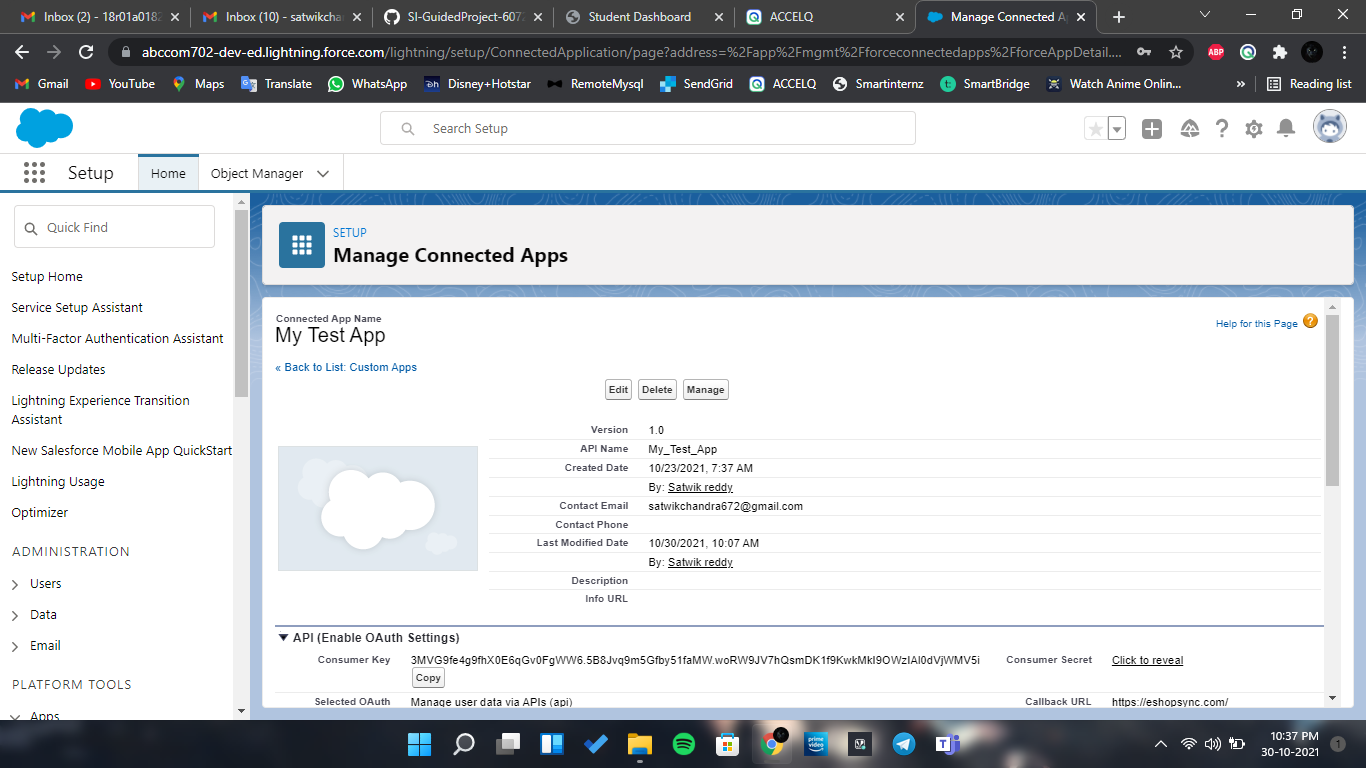 Inbox (2) - 18r01a0182
Inbox (10) - satwikcha
SI-GuidedProject-607
Student Dashboard
ACCELQ
Manage Connected A
abccom702-dev-ed.lightning.force.com/lightning/setup/ConnectedApplication/page?address=%2Fapp%2Fmgmt%2Fforceconnectedapps%2FforceAppDetail....
ABP
Gmail
YouTube
Maps
Translate
WhatsApp
Disney+Hotstar
RemoteMysql
SendGrid
ACCELQ
Smartinternz
SmartBridge
Watch Anime Online...
»
Reading list
Search Setup
Setup
Home
Object Manager
Quick Find
Setup Home
Service Setup Assistant
Multi-Factor Authentication Assistant
Release Updates
Lightning Experience Transition
Assistant
New Salesforce Mobile App QuickStart
Lightning Usage
Optimizer
ADMINISTRATION
Users
Data
Email
PLATFORM TOOLS
Apps
SETUP
Manage Connected Apps
Connected App Name
My Test App
Help for this Page
« Back to List: Custom Apps
Edit Delete Manage
Version 1.0
API Name My_Test_App
Created Date 10/23/2021, 7:37 AM
By: Satwik reddy
Contact Email satwikchandra672@gmail.com
Contact Phone
Last Modified Date 10/30/2021, 10:07 AM
By: Satwik reddy
Description
Info URL
API (Enable OAuth Settings)
Consumer Key 3MVG9fe4g9fhX0E6qGv0FgWW6.5B8Jvq9m5Gfby51faMW.woRW9JV7hQsmDK1f9KwkMkI9OWzIAl0dVjWMV5i Consumer Secret Click to reveal
Copy
Selected OAuth Manage user data via APIs (api) Callback URL https://eshopsync.com/
prime
video
10:37 PM
30-10-2021
1